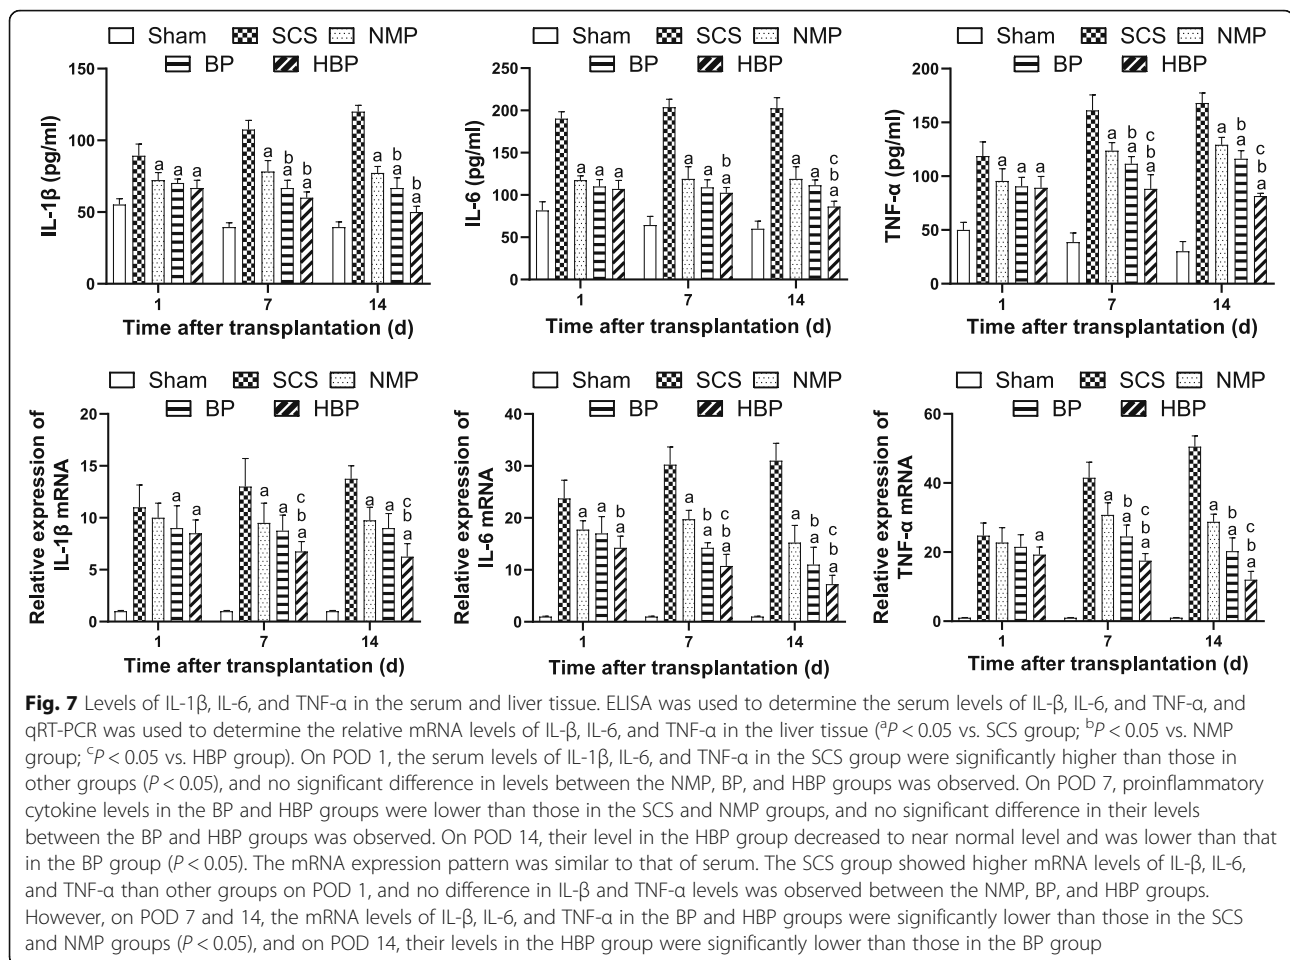 Sham SCS NMP
BP HBP
IL-1β (pg/ml)
150
100
50
0
a a a
a b a b a
a b a b a
1 7 14
Time after transplantation (d)
Sham SCS NMP
BP HBP
IL-6 (pg/ml)
250
200
150
100
50
0
a a a
a a b a
a a c b a
1 7 14
Time after transplantation (d)
Sham SCS NMP
BP HBP
TNF-α (pg/ml)
200
150
100
50
0
a a a
a b a c b a
a b a c b a
1 7 14
Time after transplantation (d)
Sham SCS NMP
BP HBP
Relative expression of
IL-1β mRNA
20
15
10
5
0
a a
a a c b a
a a c b a
1 7 14
Time after transplantation (d)
Sham SCS NMP
BP HBP
Relative expression of
IL-6 mRNA
40
30
20
10
0
a a b a
a b a c b a
a b a c b a
1 7 14
Time after transplantation (d)
Sham SCS NMP
BP HBP
Relative expression of
TNF-α mRNA
60
40
20
0
a
a b a c b a
a b a c b a
1 7 14
Time after transplantation (d)
Fig. 7 Levels of IL-1β, IL-6, and TNF-α in the serum and liver tissue. ELISA was used to determine the serum levels of IL-β, IL-6, and TNF-α, and
qRT-PCR was used to determine the relative mRNA levels of IL-β, IL-6, and TNF-α in the liver tissue (ᵃP < 0.05 vs. SCS group; ᵇP < 0.05 vs. NMP
group; ᶜP < 0.05 vs. HBP group). On POD 1, the serum levels of IL-1β, IL-6, and TNF-α in the SCS group were significantly higher than those in
other groups (P < 0.05), and no significant difference in levels between the NMP, BP, and HBP groups was observed. On POD 7, proinflammatory
cytokine levels in the BP and HBP groups were lower than those in the SCS and NMP groups, and no significant difference in their levels
between the BP and HBP groups was observed. On POD 14, their level in the HBP group decreased to near normal level and was lower than that
in the BP group (P < 0.05). The mRNA expression pattern was similar to that of serum. The SCS group showed higher mRNA levels of IL-β, IL-6,
and TNF-α than other groups on POD 1, and no difference in IL-β and TNF-α levels was observed between the NMP, BP, and HBP groups.
However, on POD 7 and 14, the mRNA levels of IL-β, IL-6, and TNF-α in the BP and HBP groups were significantly lower than those in the SCS
and NMP groups (P < 0.05), and on POD 14, their levels in the HBP group were significantly lower than those in the BP group